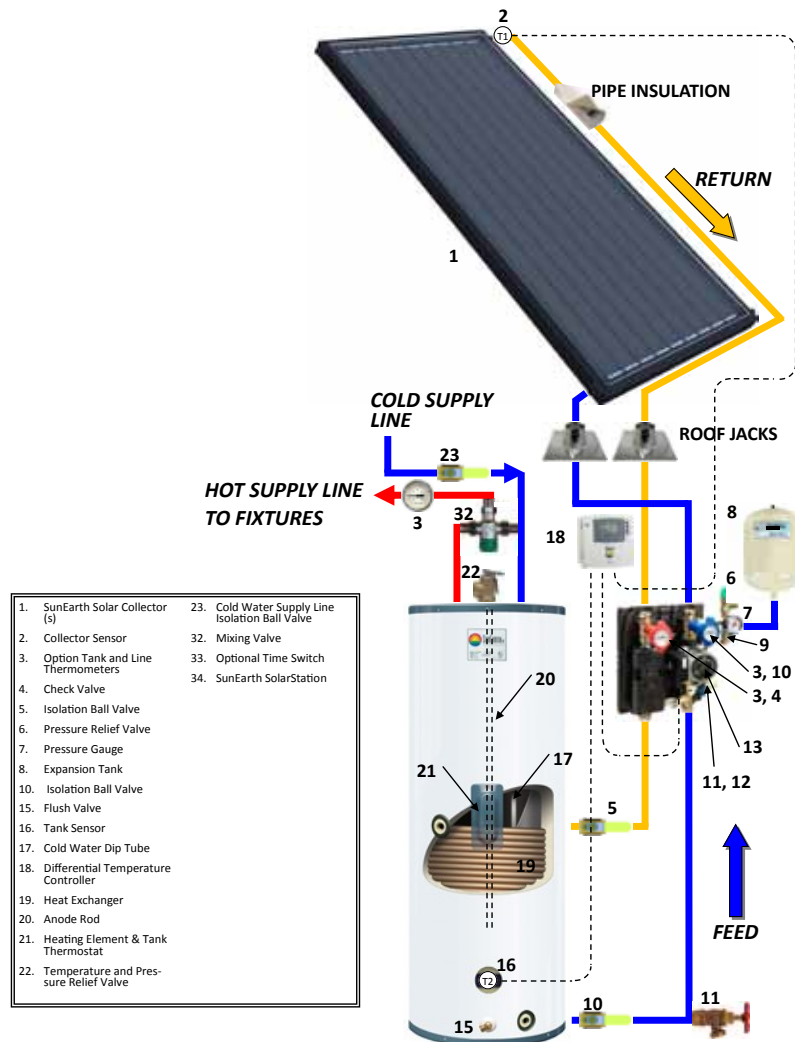 2
T1
PIPE INSULATION
RETURN
1
COLD SUPPLY
LINE
ROOF JACKS
23
HOT SUPPLY LINE
TO FIXTURES
3
32
18
8
22
6
7
9
3, 10
3, 4
13
11, 12
20
21
17
5
19
FEED
16
T2
15
10
11
1. SunEarth Solar Collector
(s)
2. Collector Sensor
3. Option Tank and Line
Thermometers
4. Check Valve
5. Isolation Ball Valve
6. Pressure Relief Valve
7. Pressure Gauge
8. Expansion Tank
10. Isolation Ball Valve
15. Flush Valve
16. Tank Sensor
17. Cold Water Dip Tube
18. Differential Temperature
Controller
19. Heat Exchanger
20. Anode Rod
21. Heating Element & Tank
Thermostat
22. Temperature and Pres-
sure Relief Valve
23. Cold Water Supply Line
Isolation Ball Valve
32. Mixing Valve
33. Optional Time Switch
34. SunEarth SolarStation